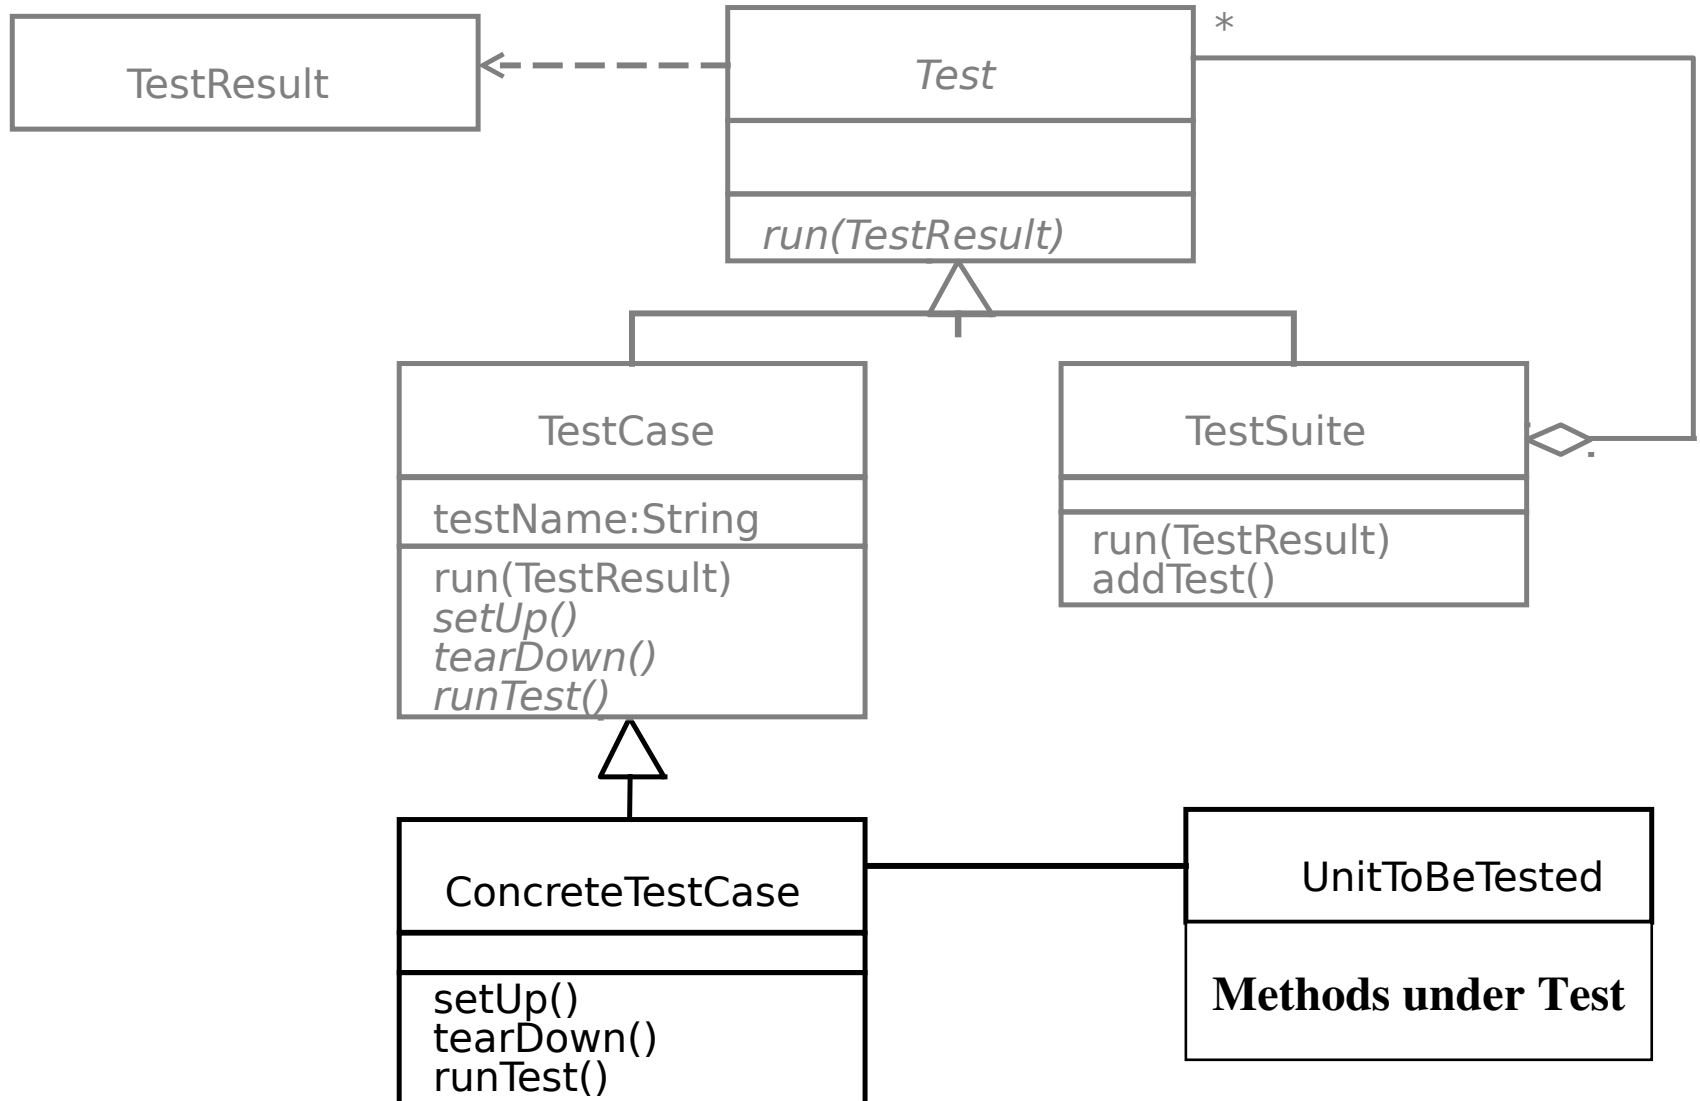 *
TestResult
Test
run(TestResult)
TestCase
testName:String
run(TestResult)
setUp()
tearDown()
runTest()
TestSuite
run(TestResult)
addTest()
ConcreteTestCase
setUp()
tearDown()
runTest()
UnitToBeTested
Methods under Test